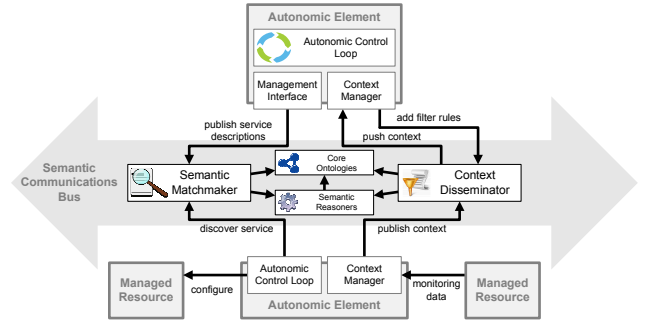 Autonomic Element
Autonomic Control
Loop
Management
Interface
Context
Manager
publish service
descriptions
push context
add filter rules
Semantic
Communications
Bus
Semantic
Matchmaker
Core
Ontologies
Semantic
Reasoners
Context
Disseminator
discover service
publish context
Managed
Resource
configure
Autonomic
Control Loop
Context
Manager
Autonomic Element
monitoring
data
Managed
Resource